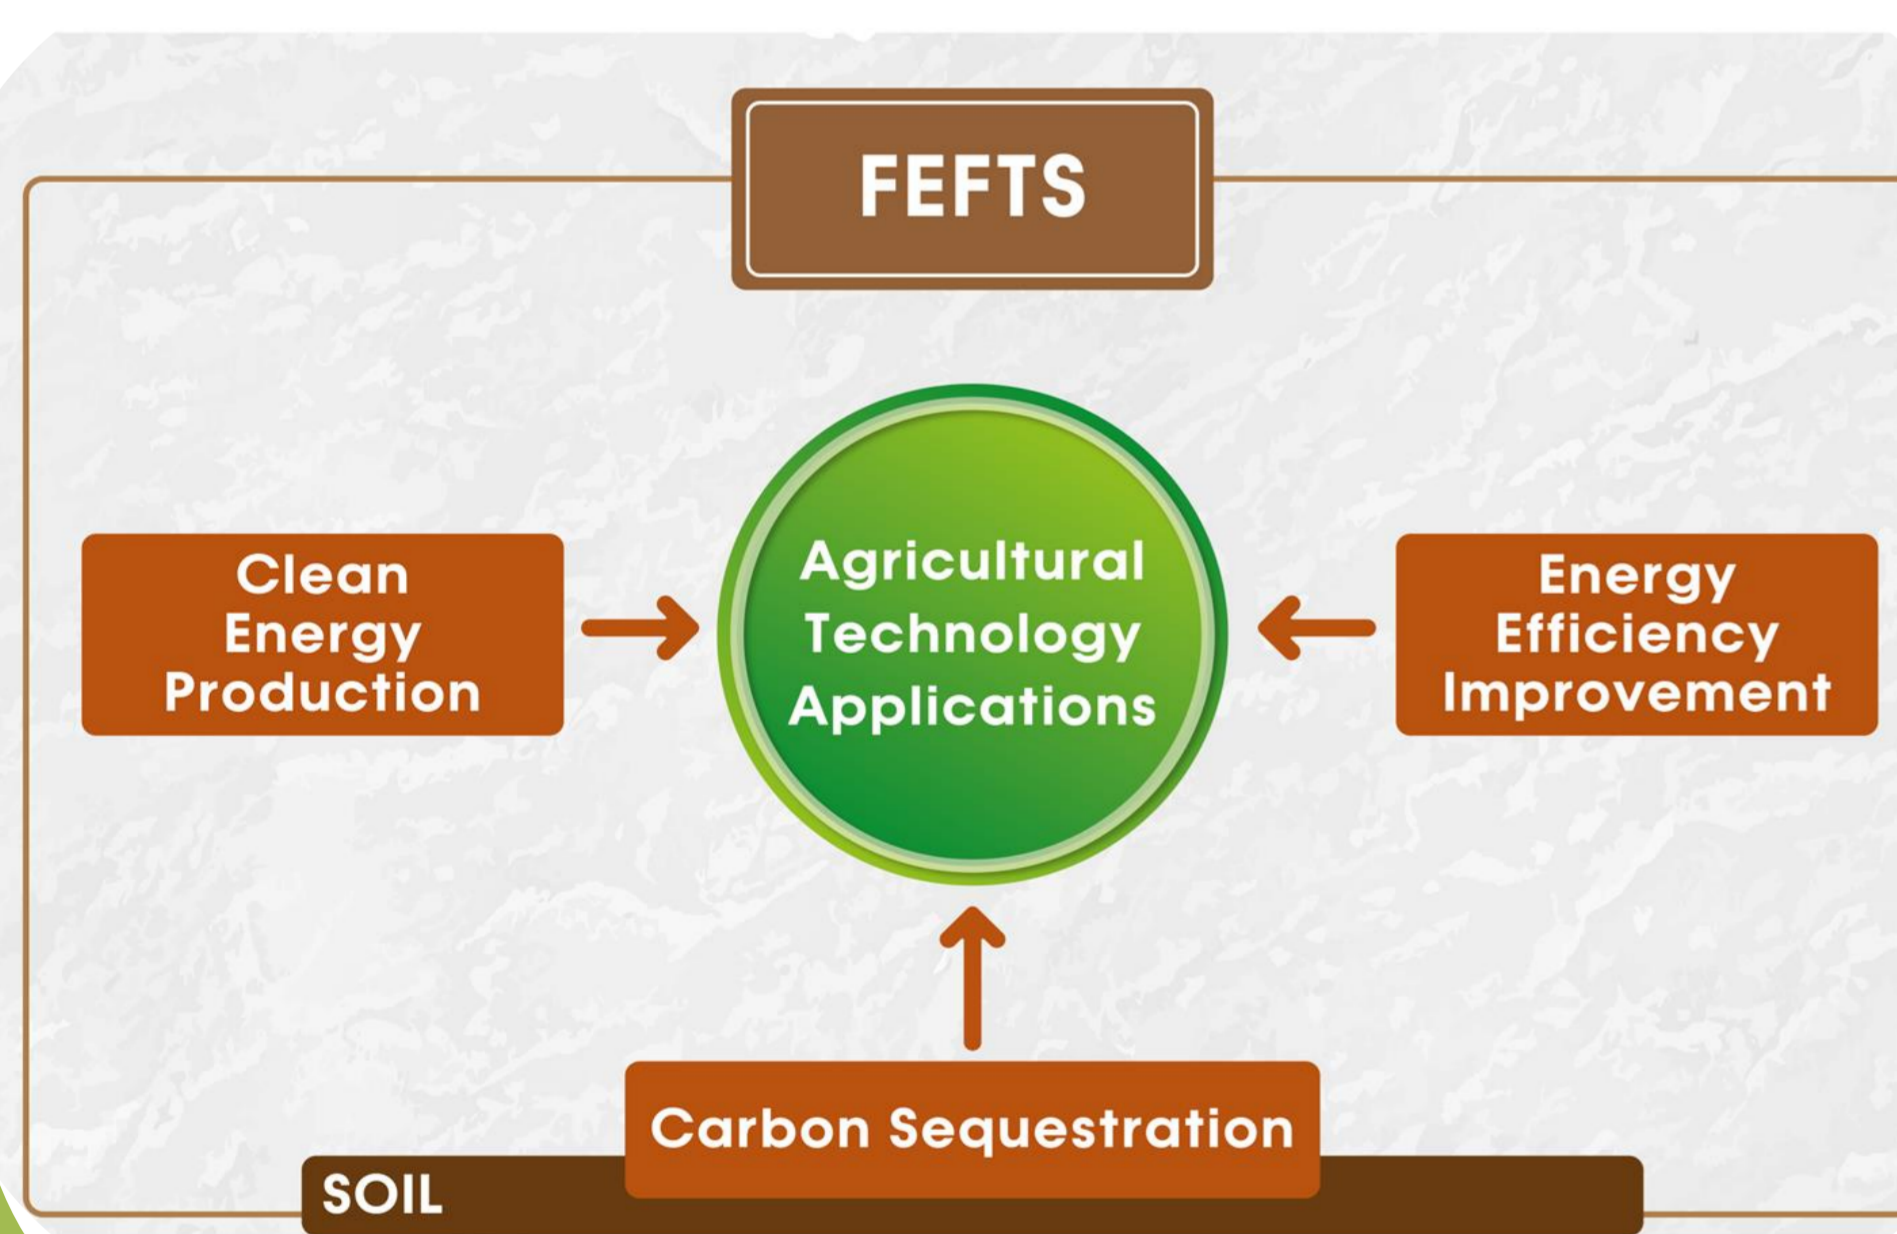 FEFTS
Clean
Energy
Production
Agricultural
Technology
Applications
Energy
Efficiency
Improvement
Carbon Sequestration
SOIL